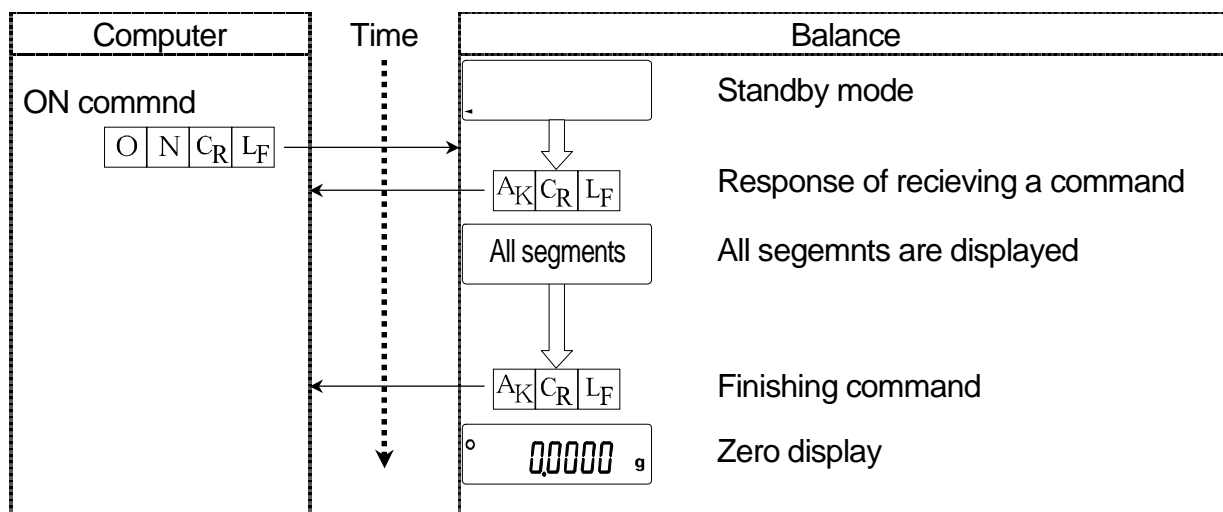 Computer Time Balance
Standby mode
ON commnd
O N CR LF
AK CR LF Response of recieving a command
All segments All segemnts are displayed
AK CR LF Finishing command
0.0000 g Zero display